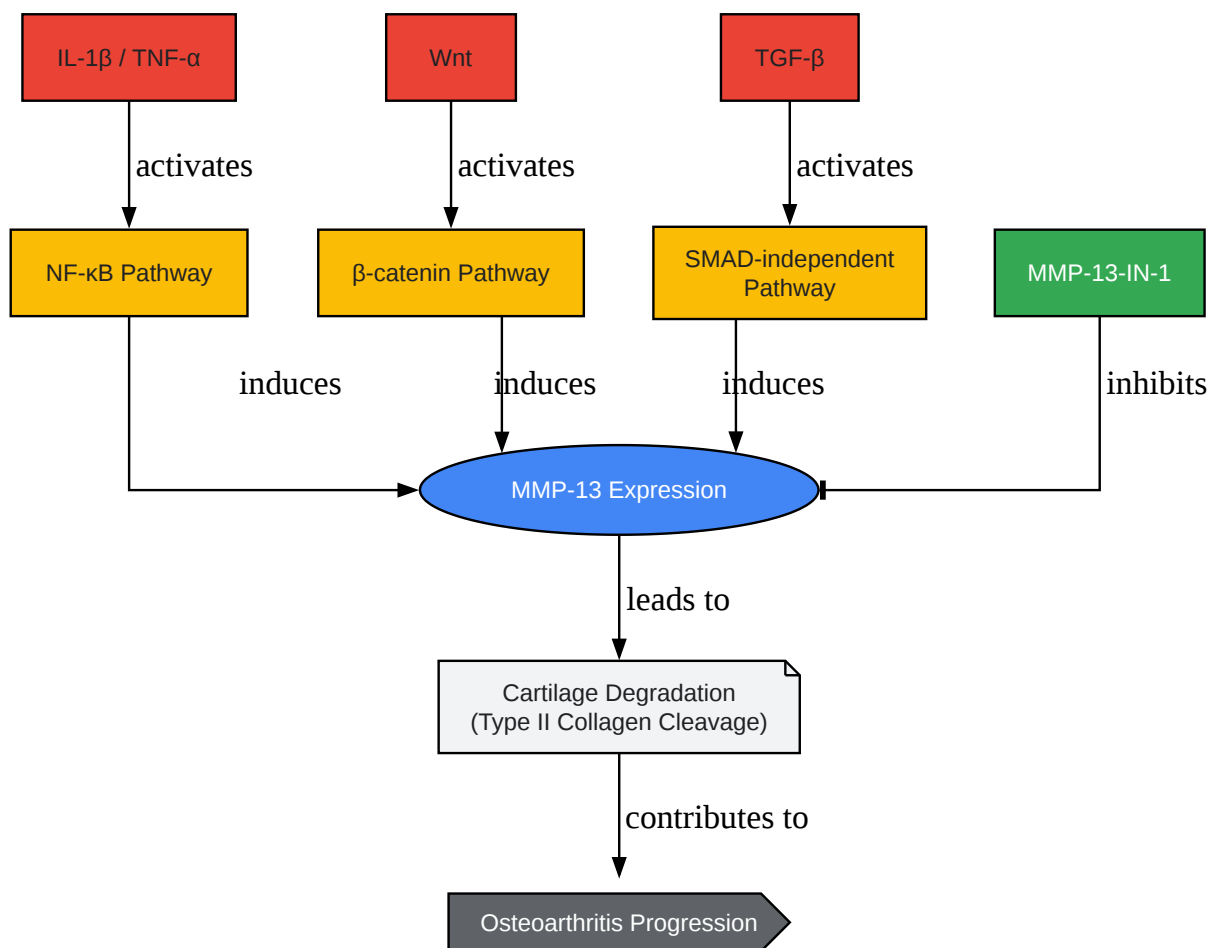 IL-1β / TNF-α
Wnt
TGF-β
activates
activates
activates
NF-κB Pathway
β-catenin Pathway
SMAD-independent
Pathway
MMP-13-IN-1
induces
induces
induces
inhibits
MMP-13 Expression
leads to
Cartilage Degradation
(Type II Collagen Cleavage)
contributes to
Osteoarthritis Progression